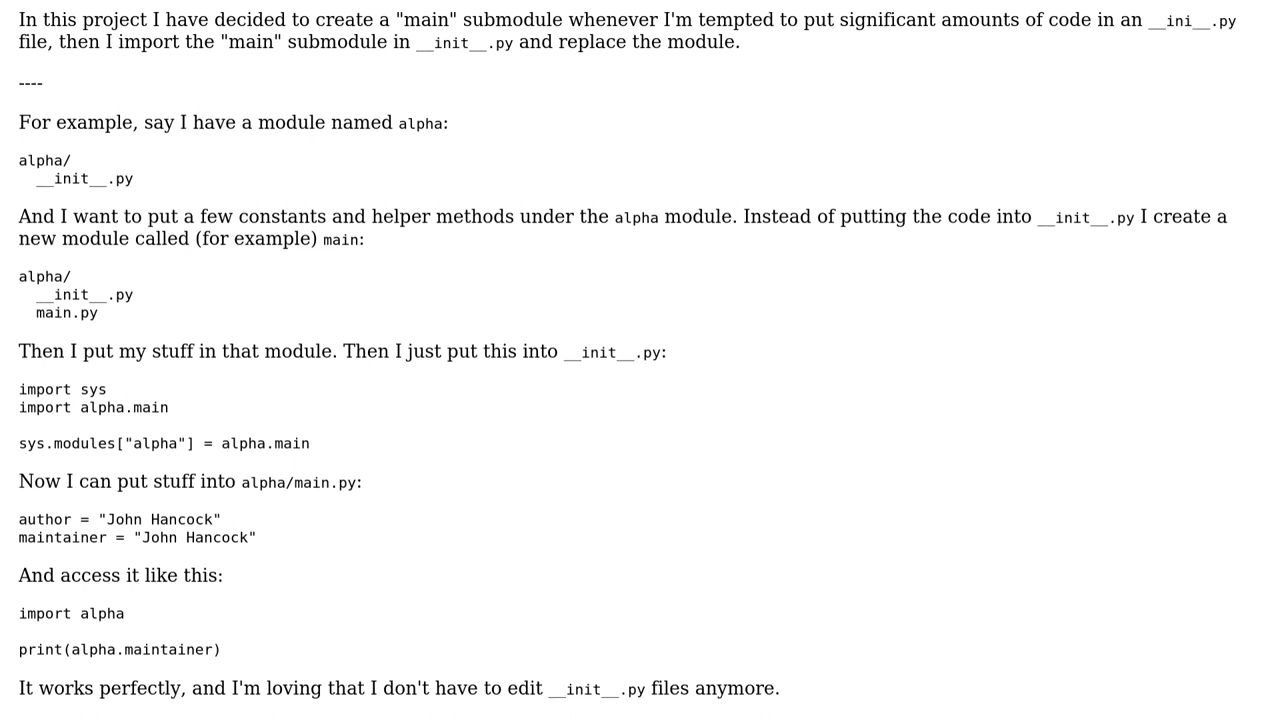 In this project I have decided to create a "main" submodule whenever I'm tempted to put significant amounts of code in an __ini__.py
file, then I import the "main" submodule in __init__.py and replace the module.
----
For example, say I have a module named alpha:
alpha/
  __init__.py
And I want to put a few constants and helper methods under the alpha module. Instead of putting the code into __init__.py I create a
new module called (for example) main:
alpha/
  __init__.py
  main.py
Then I put my stuff in that module. Then I just put this into __init__.py:
import sys
import alpha.main
sys.modules["alpha"] = alpha.main
Now I can put stuff into alpha/main.py:
author = "John Hancock"
maintainer = "John Hancock"
And access it like this:
import alpha
print(alpha.maintainer)
It works perfectly, and I'm loving that I don't have to edit __init__.py files anymore.